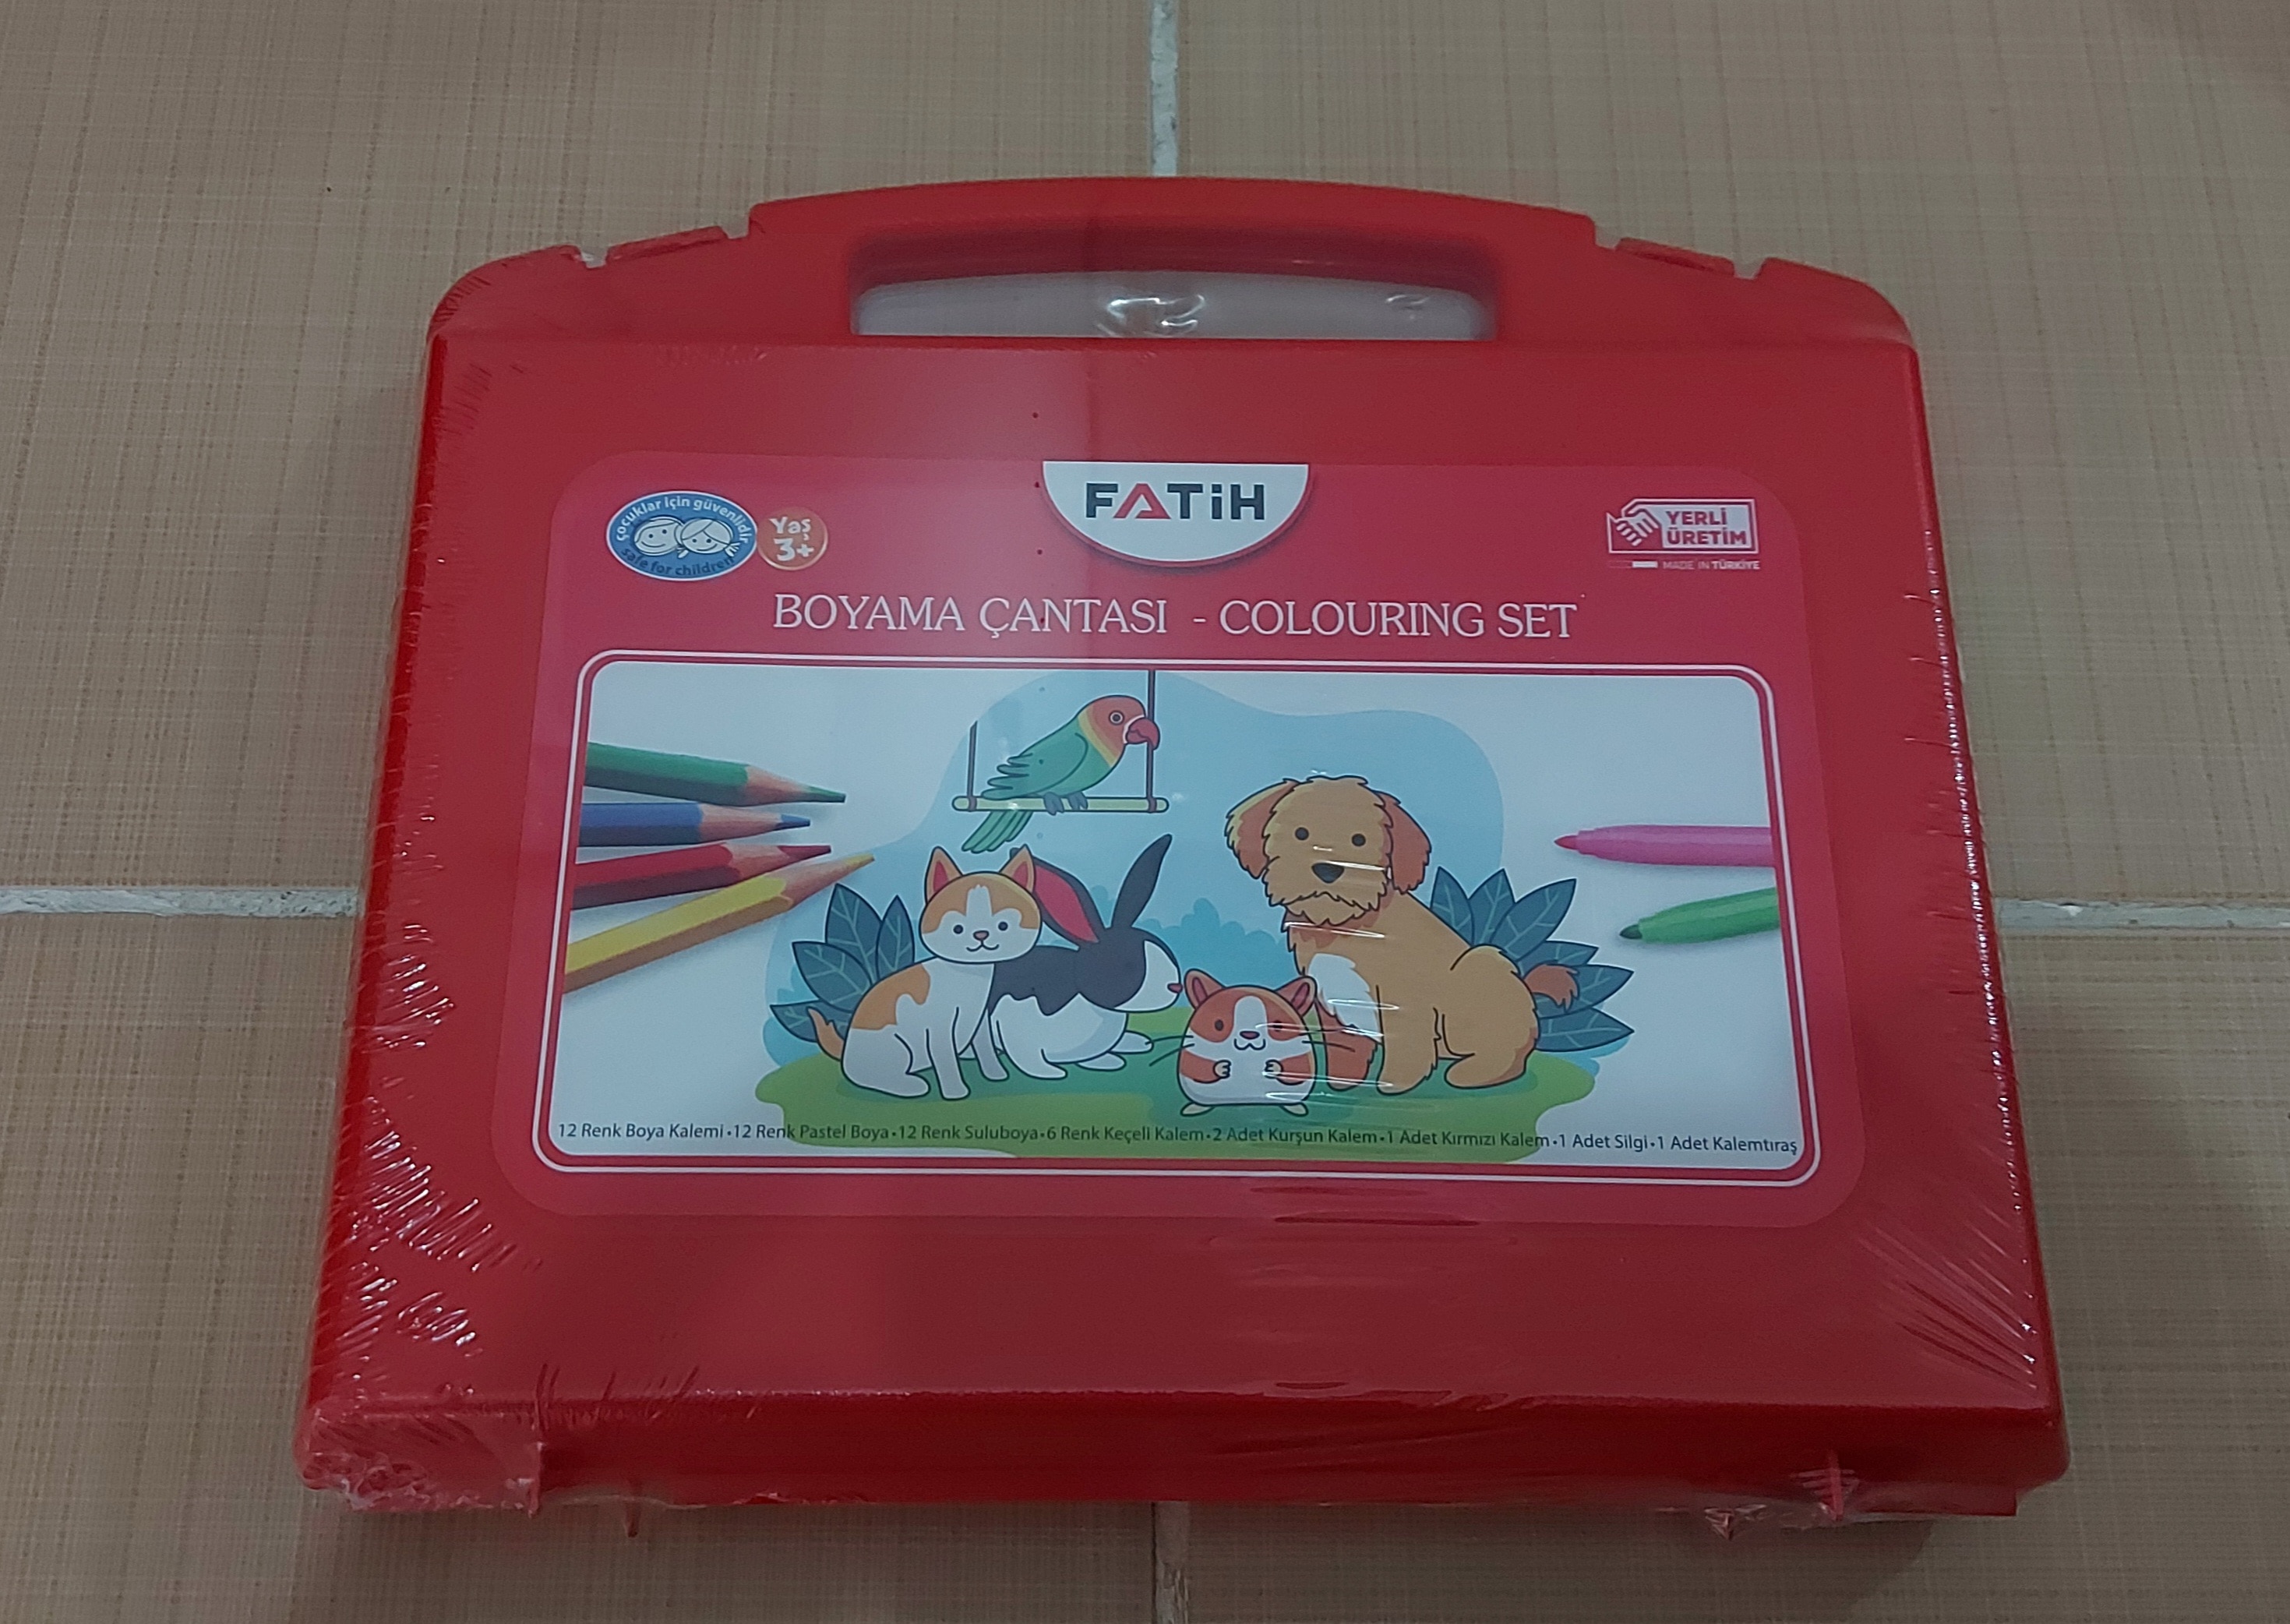 çocuklar için güvenlidir
safe for children
Yaş
3+
FATiH
YERLİ
ÜRETİM
MADE IN TÜRKİYE
BOYAMA ÇANTASI - COLOURING SET
12 Renk Boya Kalemi • 12 Renk Pastel Boya • 12 Renk Suluboya • 6 Renk Keçeli Kalem • 2 Adet Kurşun Kalem • 1 Adet Kırmızı Kalem • 1 Adet Silgi • 1 Adet Kalemtıraş